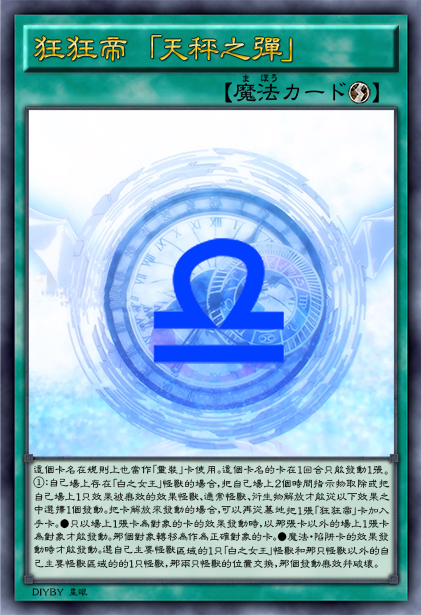 狂狂帝「天秤之彈」
【魔法カード】
ま ほう
這個卡名在規則上也當作「靈裝」卡使用。這個卡名的卡在1回合只能發動1張。
①:自己場上存在「白之女王」怪獸的場合,把自己場上2個時間指示物取除或把
自己場上1只效果被無效的效果怪獸,通常怪獸,衍生物解放才能從以下效果之
中選擇1個發動。把卡解放來發動的場合,可以再從墓地把1張「狂狂帝」卡加入
手卡。●只以場上1張卡為對象的卡的效果發動時,以那張卡以外的場上1張卡
為對象才能發動。那個對象轉移為作為正確對象的卡。●魔法·陷阱卡的效果發
動時才能發動。選自己主要怪獸區域的1只「白之女王」怪獸和那只怪獸以外的自
己主要怪獸區域的的1只怪獸,那兩只怪獸的位置交換,那個發動無效并破壞。
DIYBY 星眠